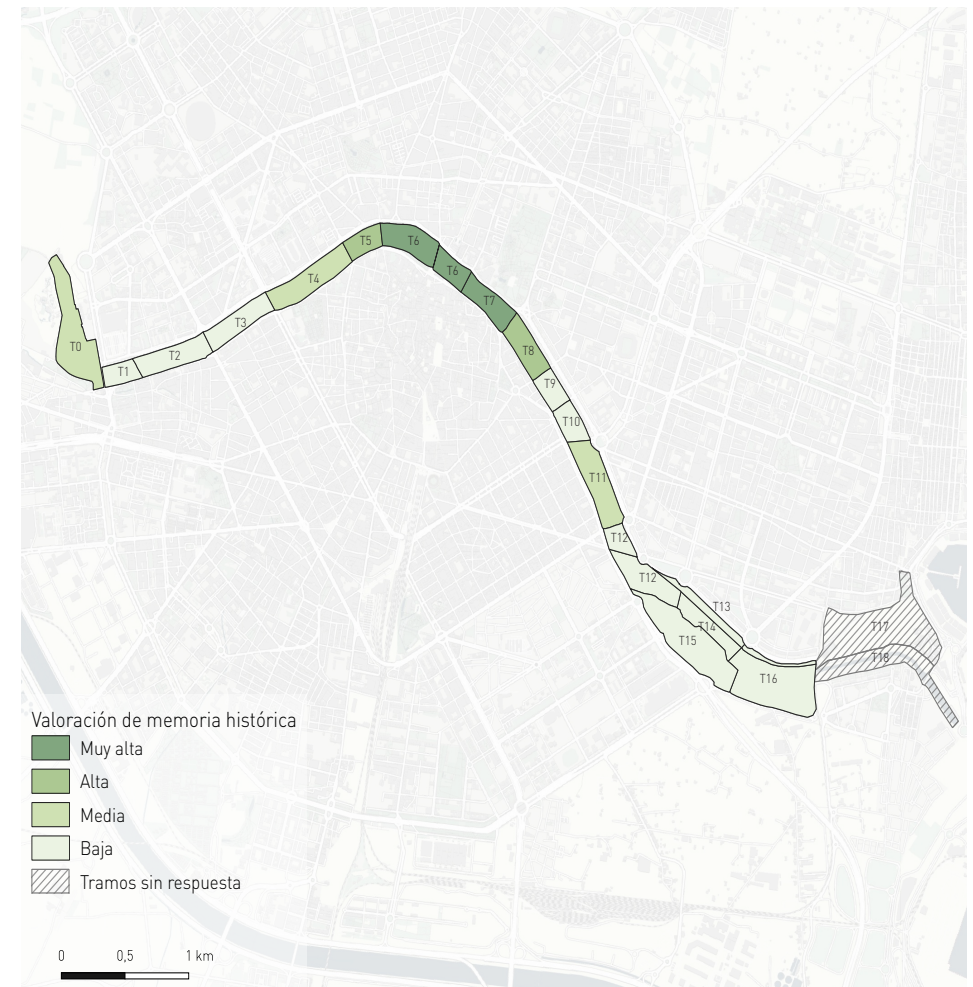 T5
T6
T6
T4
T7
T3
T0
T8
T2
T1
T9
T10
T11
T12
T12
T13
T14
T17
T15
T18
T16
Valoración de memoria histórica
Muy alta
Alta
Media
Baja
Tramos sin respuesta
0 0,5 1 km